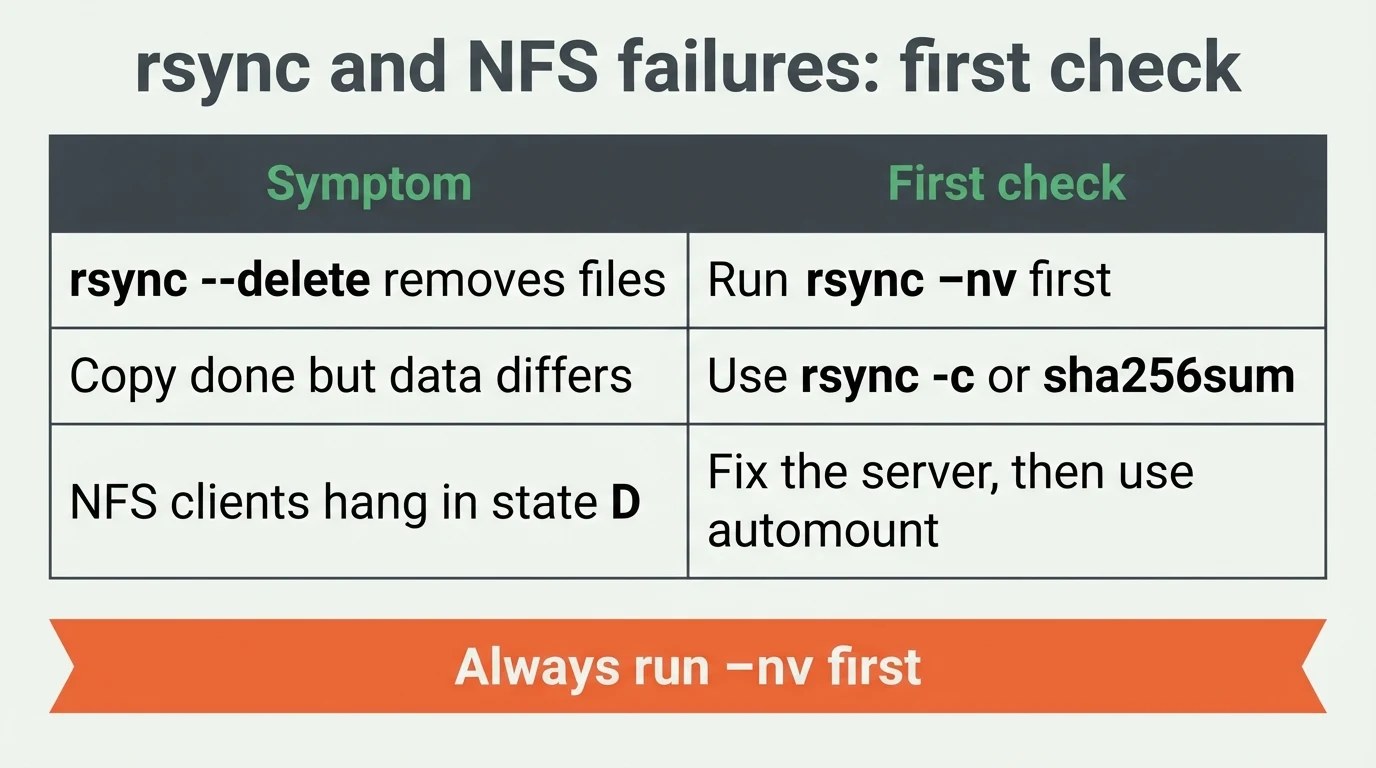 rsync and NFS failures: first check
Symptom
First check
rsync --delete removes files
Run rsync –nv first
Copy done but data differs
Use rsync -c or sha256sum
NFS clients hang in state D
Fix the server, then use
automount
Always run –nv first